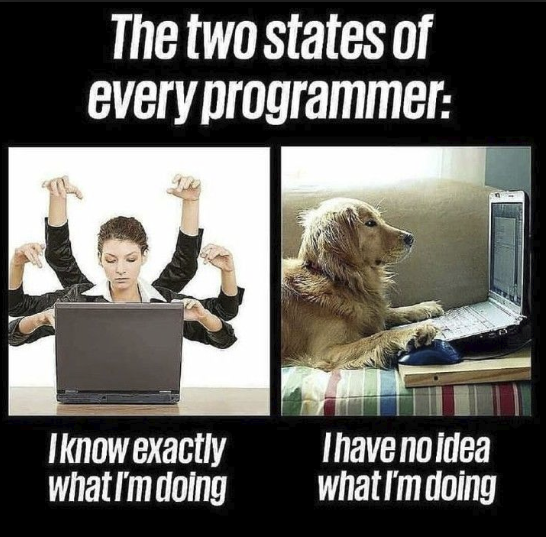 The two states of
every programmer:
I know exactly
what I'm doing
I have no idea
what I'm doing